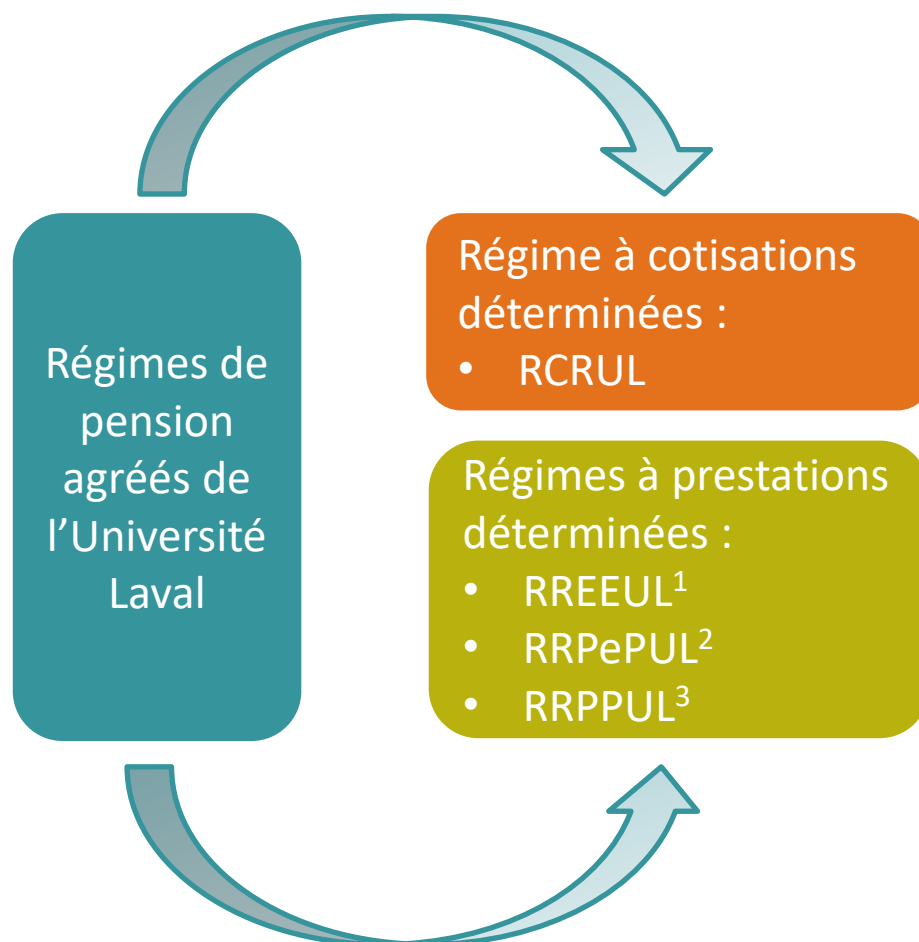 Régimes de
pension
agréés de
l’Université
Laval
Régime à cotisations
déterminées :
• RCRUL
Régimes à prestations
déterminées :
• RREEUL¹
• RRPePUL²
• RRPPUL³